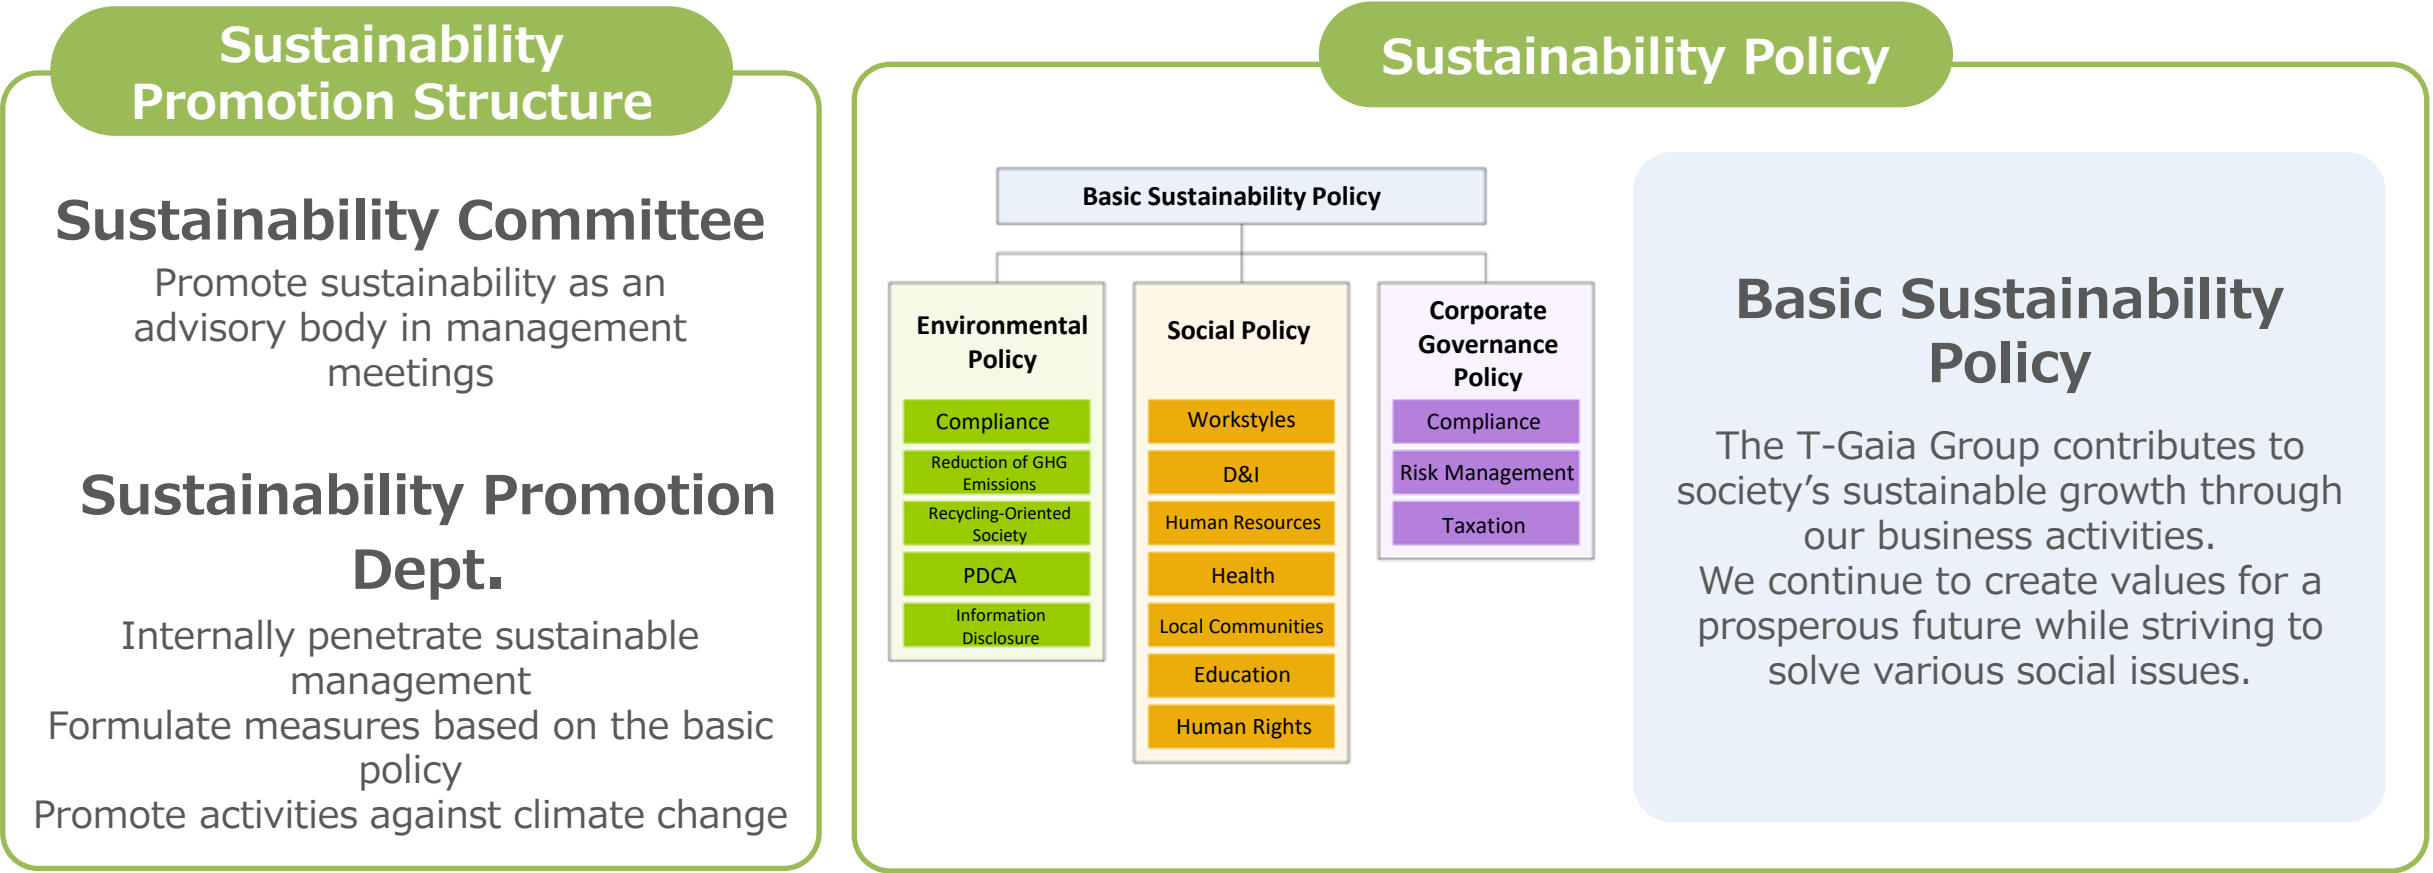 Sustainability
Promotion Structure
Sustainability Committee
Promote sustainability as an
advisory body in management
meetings
Sustainability Promotion
Dept.
Internally penetrate sustainable
management
Formulate measures based on the basic
policy
Promote activities against climate change
Sustainability Policy
Basic Sustainability Policy
Environmental
Policy
Compliance
Reduction of GHG
Emissions
Recycling-Oriented
Society
PDCA
Information
Disclosure
Social Policy
Workstyles
D&I
Human Resources
Health
Local Communities
Education
Human Rights
Corporate
Governance
Policy
Compliance
Risk Management
Taxation
Basic Sustainability
Policy
The T-Gaia Group contributes to
society’s sustainable growth through
our business activities.
We continue to create values for a
prosperous future while striving to
solve various social issues.